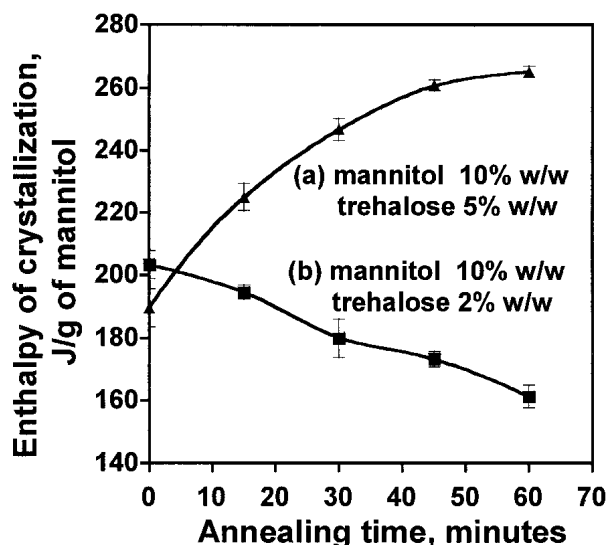 280
260
240
220
200
180
160
140
Enthalpy of crystallization,
J/g of mannitol
(a) mannitol 10% w/w
trehalose 5% w/w
(b) mannitol 10% w/w
trehalose 2% w/w
0 10 20 30 40 50 60 70
Annealing time, minutes